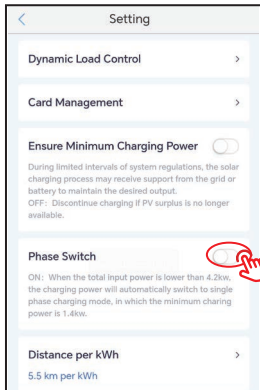 Setting
Dynamic Load Control
Card Management
Ensure Minimum Charging Power
During limited intervals of system regulations, the solar
charging process may receive support from the grid or
battery to maintain the desired output.
OFF: Discontinue charging if PV surplus is no longer
available.
Phase Switch
ON: When the total input power is lower than 4.2kw,
the charging power will automatically switch to single
phase charging mode, in which the minimum charing
power is 1.4kw.
Distance per kWh
5.5 km per kWh